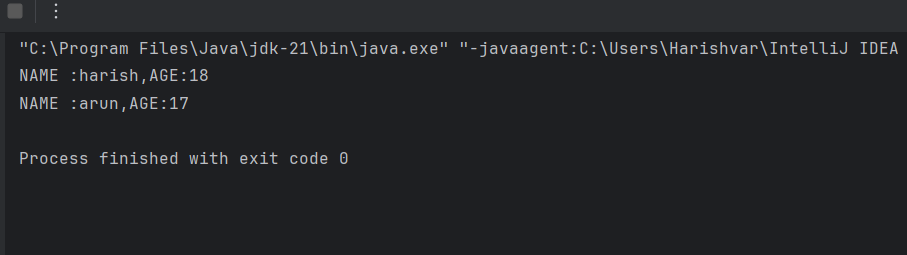 "C:\Program Files\Java\jdk-21\bin\java.exe" "-javaagent:C:\Users\Harishvar\IntelliJ IDEA
NAME :harish,AGE:18
NAME :arun,AGE:17
Process finished with exit code 0